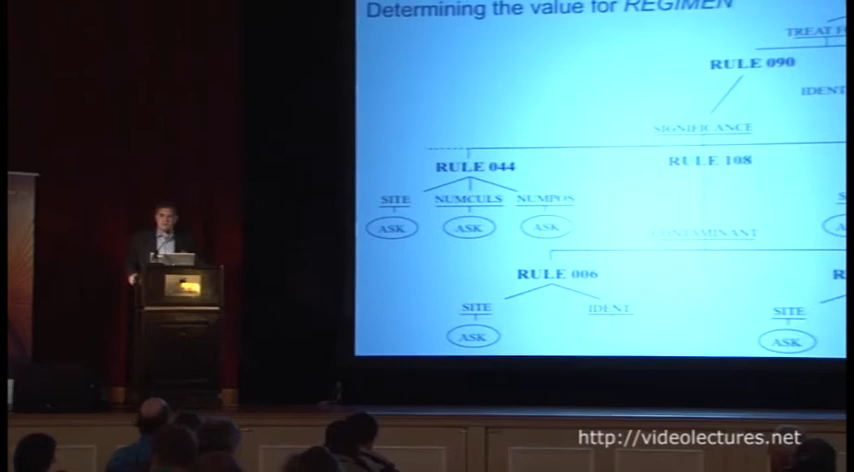 Determining the value for REGIMEN
TREAT
RULE 090
IDENT
SIGNIFICANCE
RULE 044
RULE 108
SITE NUMCULS NUMPOS
ASK ASK ASK
CONTAMINANT
RULE 006
SITE IDENT SITE
ASK ASK
http://videolectures.net